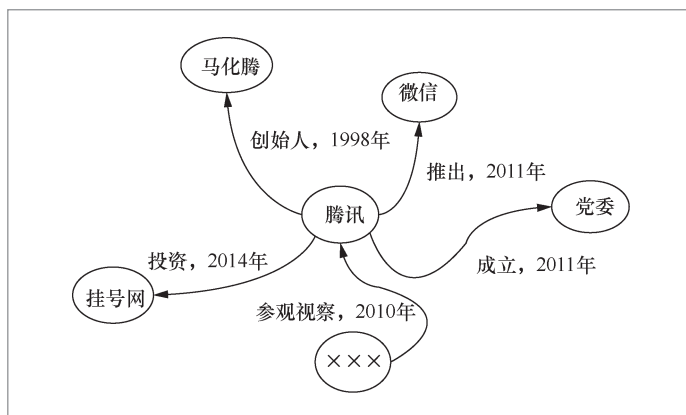 马化腾
微信
创始人，1998年
推出，2011年
腾讯
党委
投资，2014年
成立，2011年
挂号网
参观视察，2010年
×××